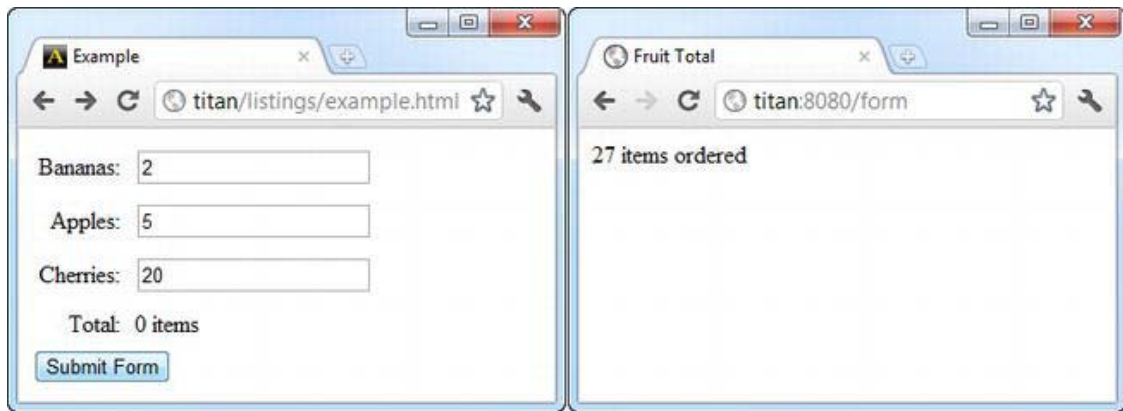 Example
titan/listings/example.html
Bananas: 2
Apples: 5
Cherries: 20
Total: 0 items
Submit Form
Fruit Total
titan:8080/form
27 items ordered